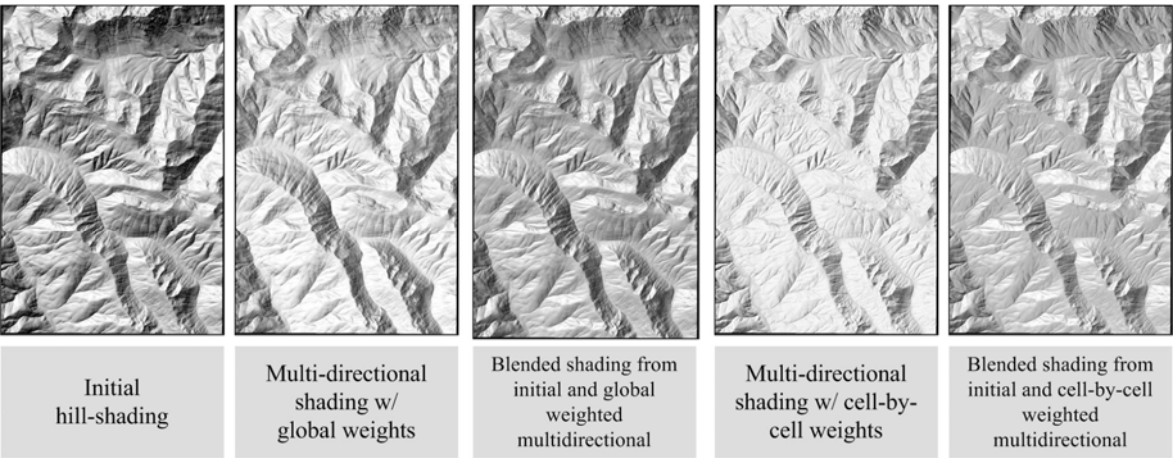 Initial
hill-shading
Multi-directional
shading w/
global weights
Blended shading from
initial and global
weighted
multidirectional
Multi-directional
shading w/ cell-by-
cell weights
Blended shading from
initial and cell-by-cell
weighted
multidirectional